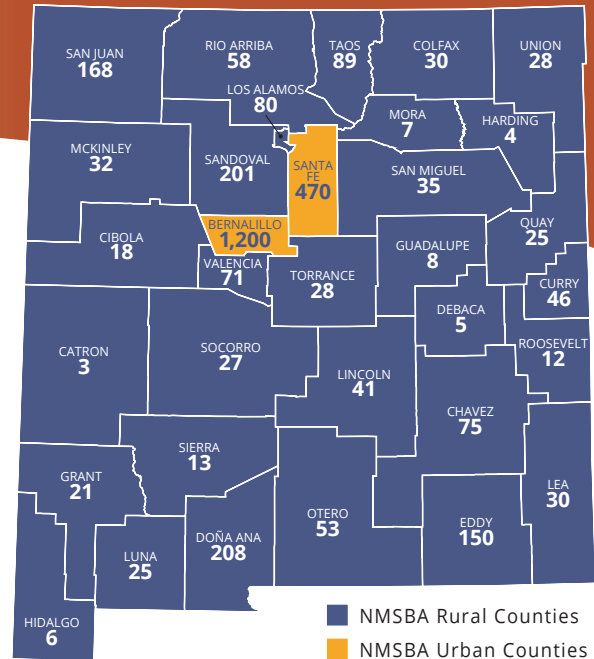 SAN JUAN
168
RIO ARRIBA
58
TAOS
89
COLFAX
30
UNION
28
LOS ALAMOS
80
MORA
7
HARDING
4
MCKINLEY
32
SANDOVAL
201
SANTA
FE
470
SAN MIGUEL
35
BERNALILLO
1,200
CIBOLA
18
VALENCIA
71
TORRANCE
28
GUADALUPE
8
QUAY
25
CURRY
46
DEBACA
5
ROOSEVELT
12
CATRON
3
SOCORRO
27
LINCOLN
41
CHAVEZ
75
SIERRA
13
GRANT
21
LEA
30
OTERO
53
EDDY
150
DOÑA ANA
208
LUNA
25
HIDALGO
6
NMSBA Rural Counties
NMSBA Urban Counties